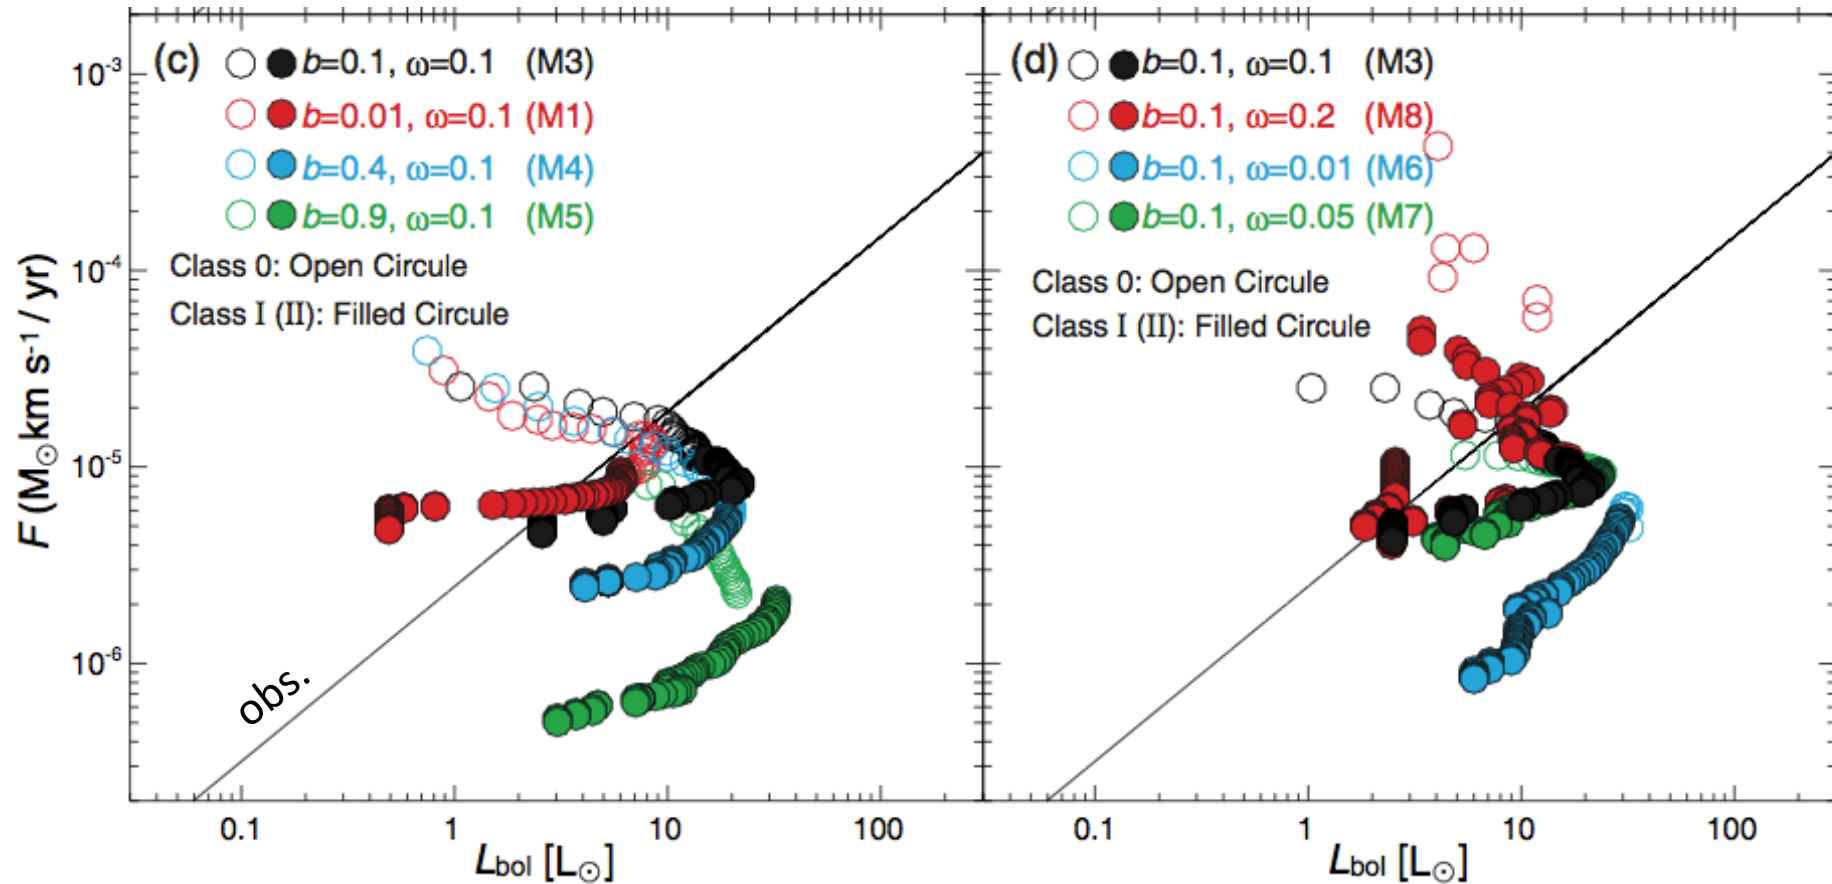 (c) b=0.1, ω=0.1 (M3)
b=0.01, ω=0.1 (M1)
b=0.4, ω=0.1 (M4)
b=0.9, ω=0.1 (M5)
Class 0: Open Circule
Class I (II): Filled Circule
obs.
(d) b=0.1, ω=0.1 (M3)
b=0.1, ω=0.2 (M8)
b=0.1, ω=0.01 (M6)
b=0.1, ω=0.05 (M7)
Class 0: Open Circule
Class I (II): Filled Circule
F (M☉km s⁻¹ / yr)
10⁻³
10⁻⁴
10⁻⁵
10⁻⁶
0.1 1 10 100
0.1 1 10 100
Lbol [L☉]
Lbol [L☉]